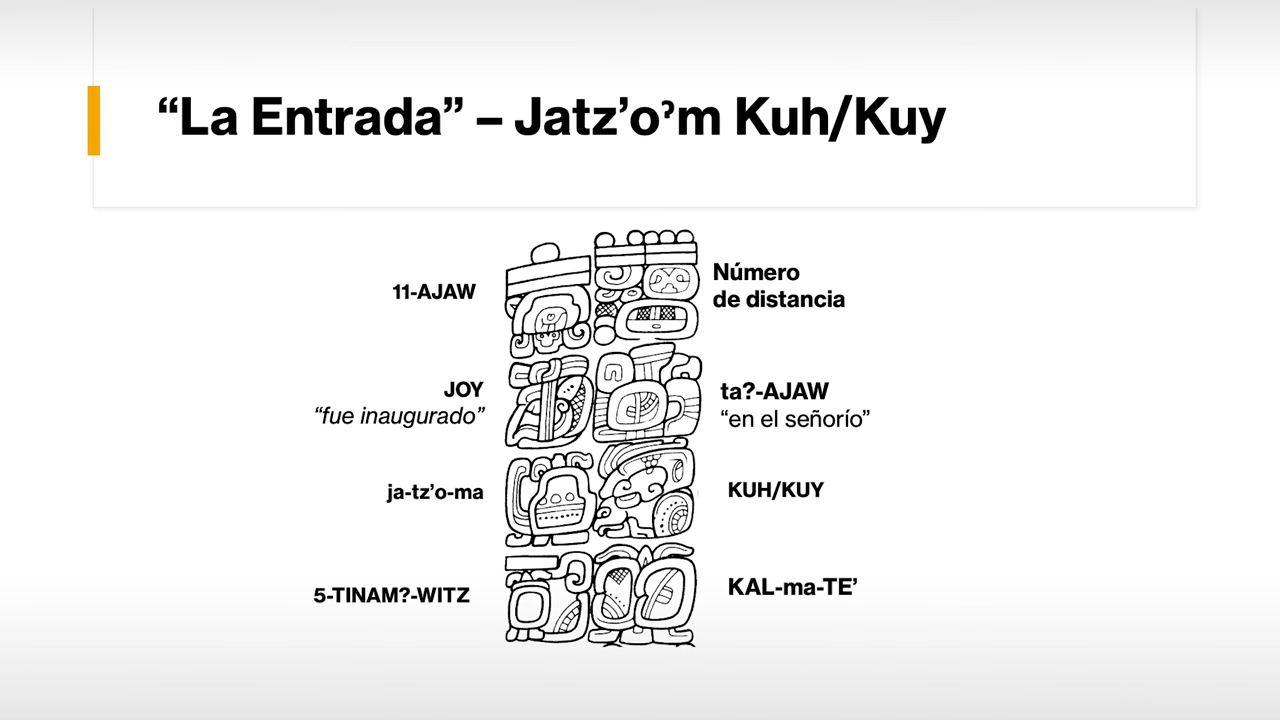 “La Entrada” – Jatz’oˀm Kuh/Kuy
11-AJAW
Número
de distancia
JOY
“fue inaugurado”
ta?-AJAW
“en el señorío”
ja-tz’o-ma
KUH/KUY
5-TINAM?-WITZ
KAL-ma-TE’